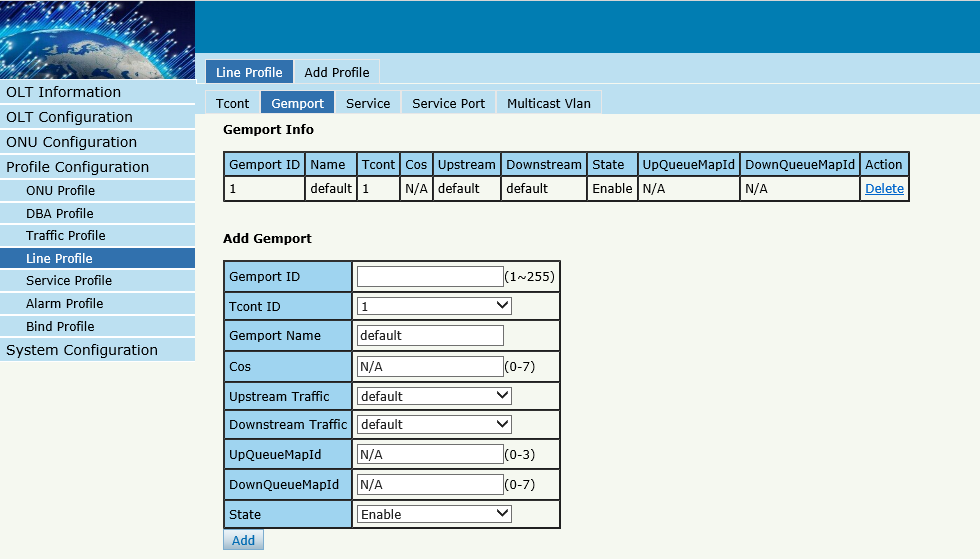 Line Profile Add Profile
OLT Information
Tcont Gemport Service Service Port Multicast Vlan
OLT Configuration
Gemport Info
ONU Configuration
Profile Configuration
Gemport ID Name Tcont Cos Upstream Downstream State UpQueueMapId DownQueueMapId Action
1 default 1 N/A default default Enable N/A N/A Delete
ONU Profile
DBA Profile
Traffic Profile
Line Profile
Service Profile
Alarm Profile
Bind Profile
System Configuration
Add Gemport
Gemport ID (1~255)
Tcont ID 1
Gemport Name default
Cos N/A (0-7)
Upstream Traffic default
Downstream Traffic default
UpQueueMapId N/A (0-3)
DownQueueMapId N/A (0-7)
State Enable
Add